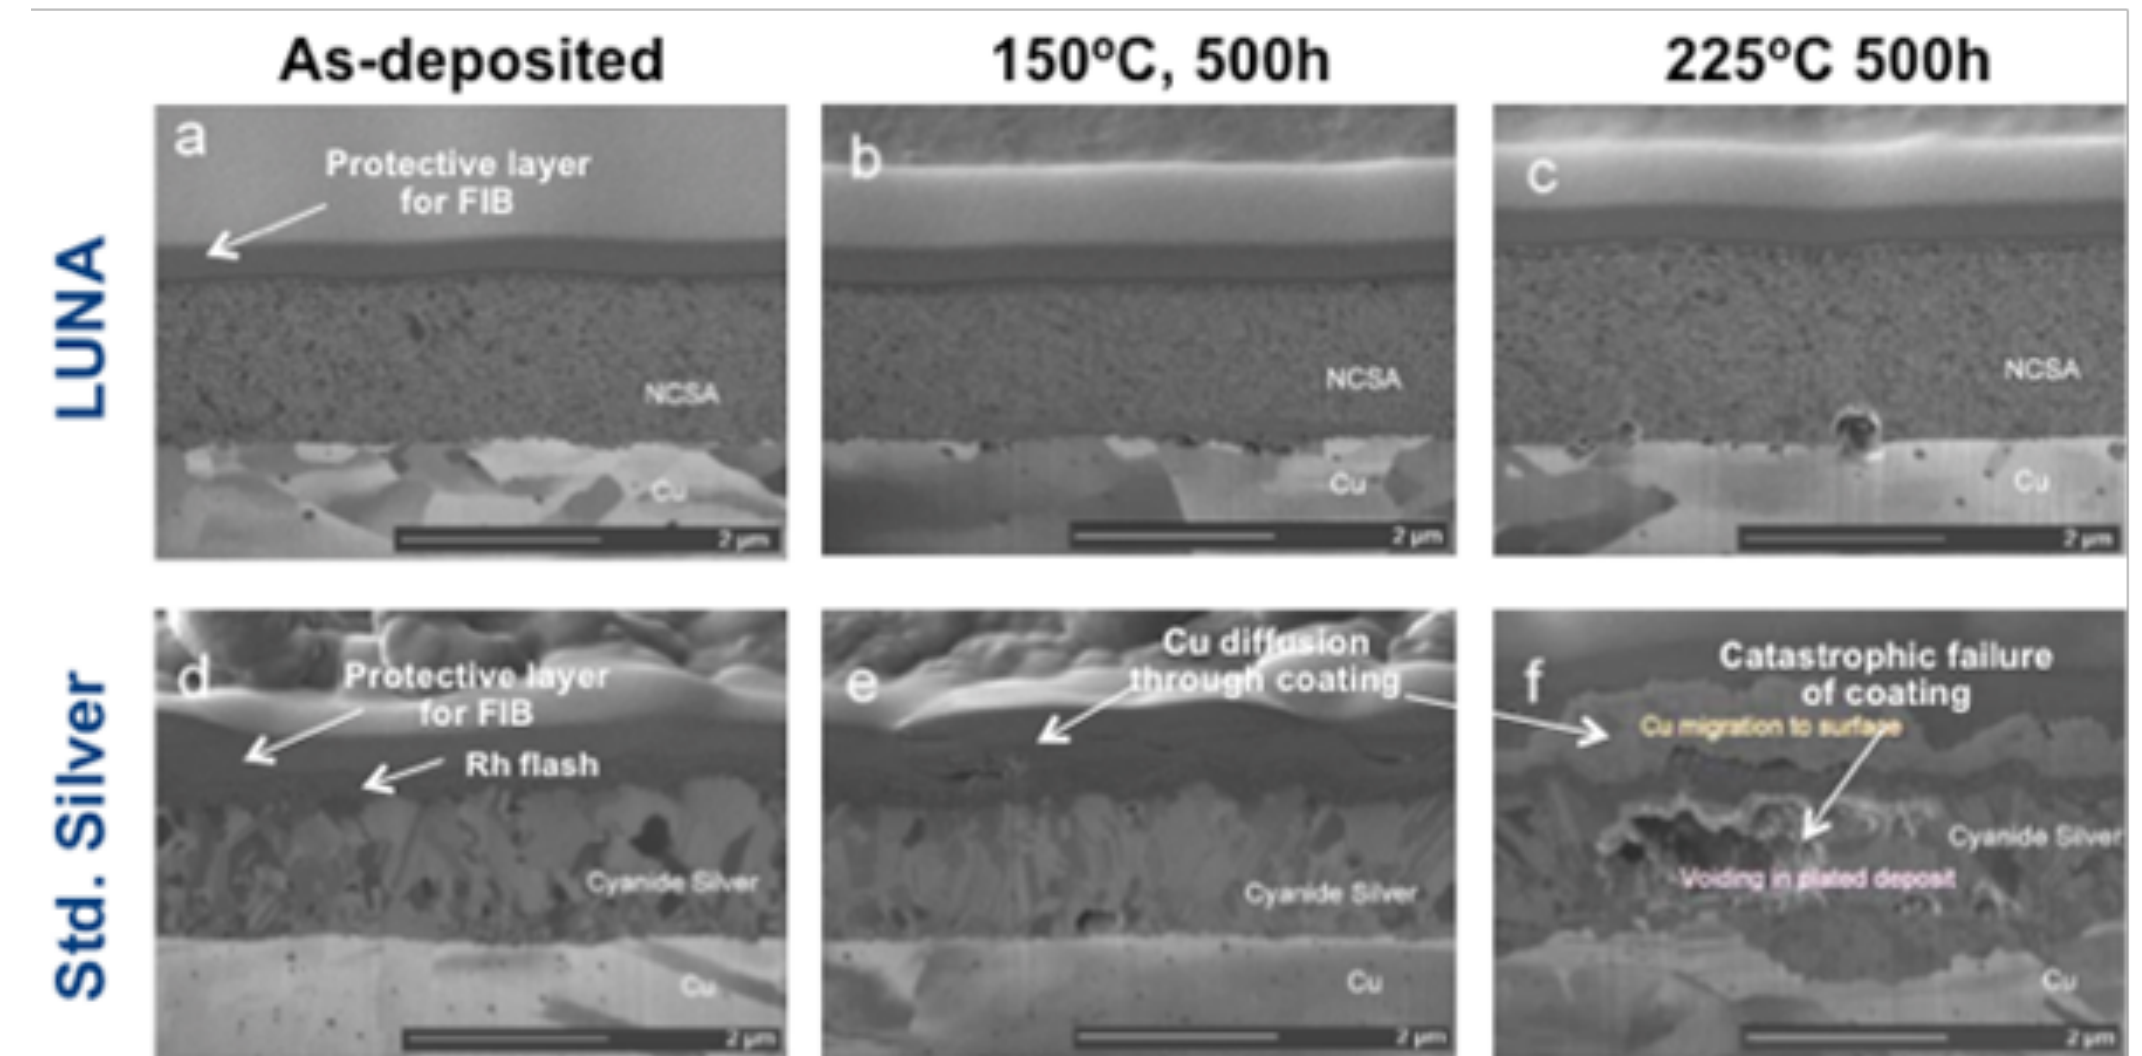 As-deposited
150ºC, 500h
225ºC 500h
LUNA
a
Protective layer
for FIB
NCSA
Cu
2 µm
b
NCSA
Cu
2 µm
c
NCSA
Cu
2 µm
Std. Silver
d
Protective layer
for FIB
Rh flash
Cyanide Silver
Cu
2 µm
e
Cu diffusion
through coating
Cyanide Silver
Cu
2 µm
f
Catastrophic failure
of coating
Cu migration to surface
Cyanide Silver
Voiding in plated deposit
Cu
2 µm